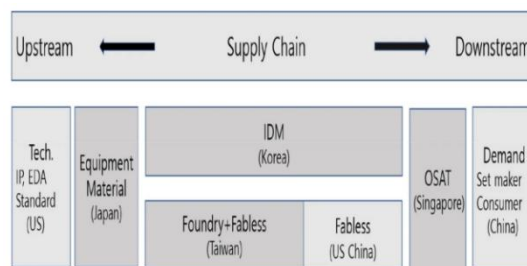 Upstream Supply Chain Downstream
Tech.
IP, EDA
Standard
(US)
Equipment
Material
(Japan)
IDM
(Korea)
Foundry+Fabless
(Taiwan)
Fabless
(US China)
OSAT
(Singapore)
Demand
Set maker
Consumer
(China)